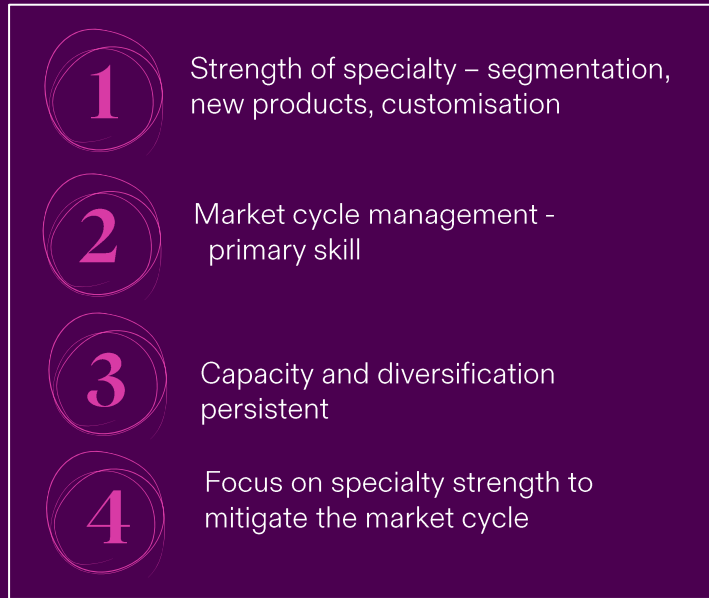 1
Strength of specialty – segmentation,
new products, customisation
2
Market cycle management -
primary skill
3
Capacity and diversification
persistent
4
Focus on specialty strength to
mitigate the market cycle